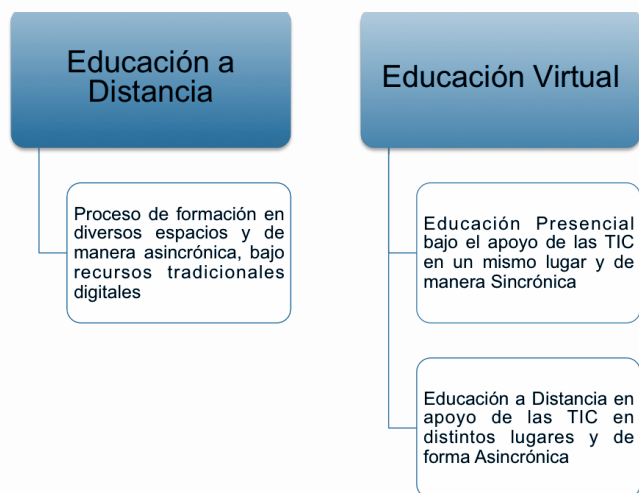 Educación a
Distancia
Proceso de formación en
diversos espacios y de
manera asincrónica, bajo
recursos tradicionales
digitales
Educación Virtual
Educación Presencial
bajo el apoyo de las TIC
en un mismo lugar y de
manera Sincrónica
Educación a Distancia en
apoyo de las TIC en
distintos lugares y de
forma Asincrónica